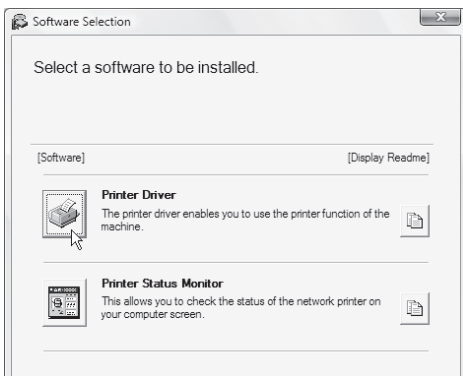 Software Selection
Select a software to be installed.
[Software] [Display Readme]
Printer Driver
The printer driver enables you to use the printer function of the
machine.
Printer Status Monitor
This allows you to check the status of the network printer on
your computer screen.